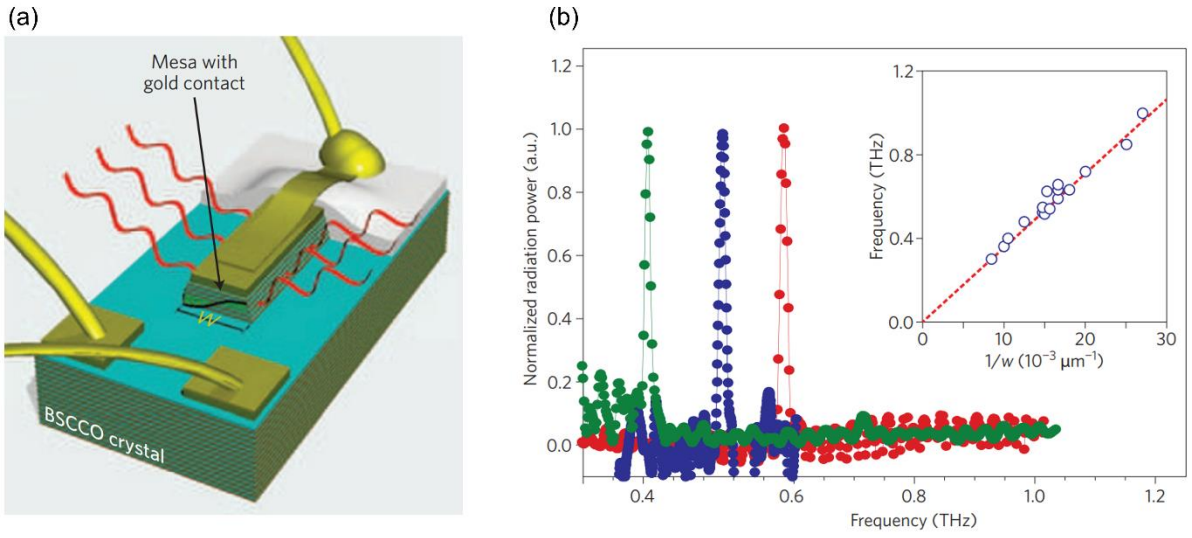 (a)
Mesa with
gold contact
W
BSCCO crystal
(b)
Normalized radiation power (a.u.)
1.2
1.0
0.8
0.6
0.4
0.2
0.0
0.4
0.6
0.8
1.0
1.2
Frequency (THz)
Frequency (THz)
1.2
0.8
0.4
0.0
0
10
20
30
1/w (10⁻³ µm⁻¹)